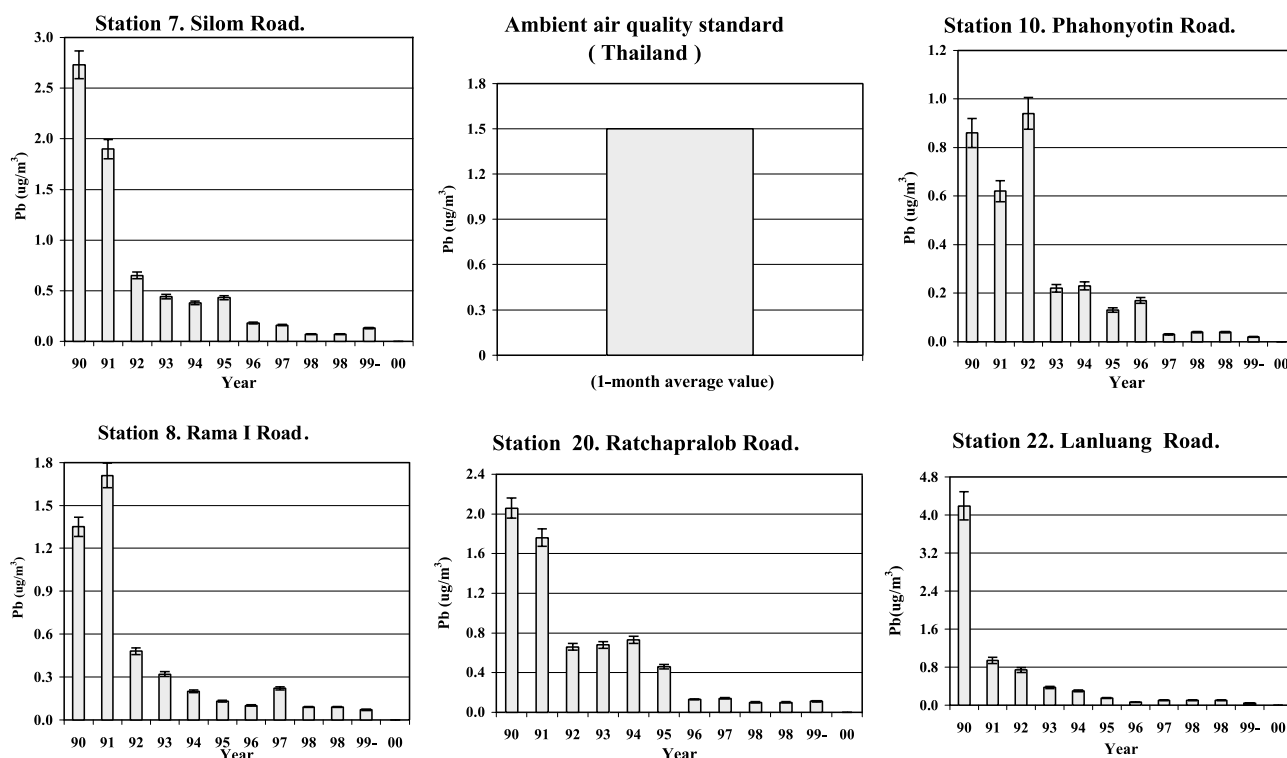 Station 7. Silom Road.
3.0
2.5
2.0
1.5
1.0
0.5
0.0
Pb (ug/m³)
90 91 92 93 94 95 96 97 98 98 99- 00
Year
Ambient air quality standard
( Thailand )
1.8
1.5
1.2
0.9
0.6
0.3
0
Pb (ug/m³)
(1-month average value)
Station 10. Phahonyotin Road.
1.2
1.0
0.8
0.6
0.4
0.2
0.0
Pb (ug/m³)
90 91 92 93 94 95 96 97 98 98 99- 00
Year
Station 8. Rama I Road.
1.8
1.5
1.2
0.9
0.6
0.3
0.0
Pb (ug/m³)
90 91 92 93 94 95 96 97 98 98 99- 00
Year
Station 20. Ratchapralob Road.
2.4
2.0
1.6
1.2
0.8
0.4
0.0
Pb (ug/m³)
90 91 92 93 94 95 96 97 98 98 99- 00
Year
Station 22. Lanluang Road.
4.8
4.0
3.2
2.4
1.6
0.8
0.0
Pb(ug/m³)
90 91 92 93 94 95 96 97 98 98 99- 00
Year